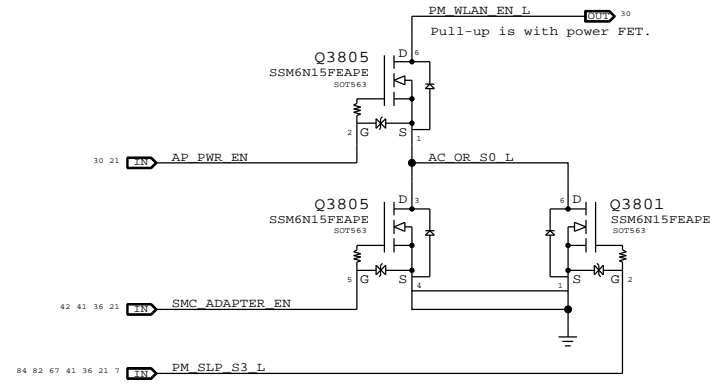 PM_WLAN_EN_L OUT 30
Pull-up is with power FET.
Q3805 D 6
SSM6N15FEAPE
SOT563
2 G S 1
30 21 IN AP_PWR_EN AC_OR_S0_L
Q3805 D 3 6 D Q3801
SSM6N15FEAPE SSM6N15FEAPE
SOT563 SOT563
5 G S 4 1 S G 2
42 41 36 21 IN SMC_ADAPTER_EN
84 82 67 41 36 21 7 IN PM_SLP_S3_L